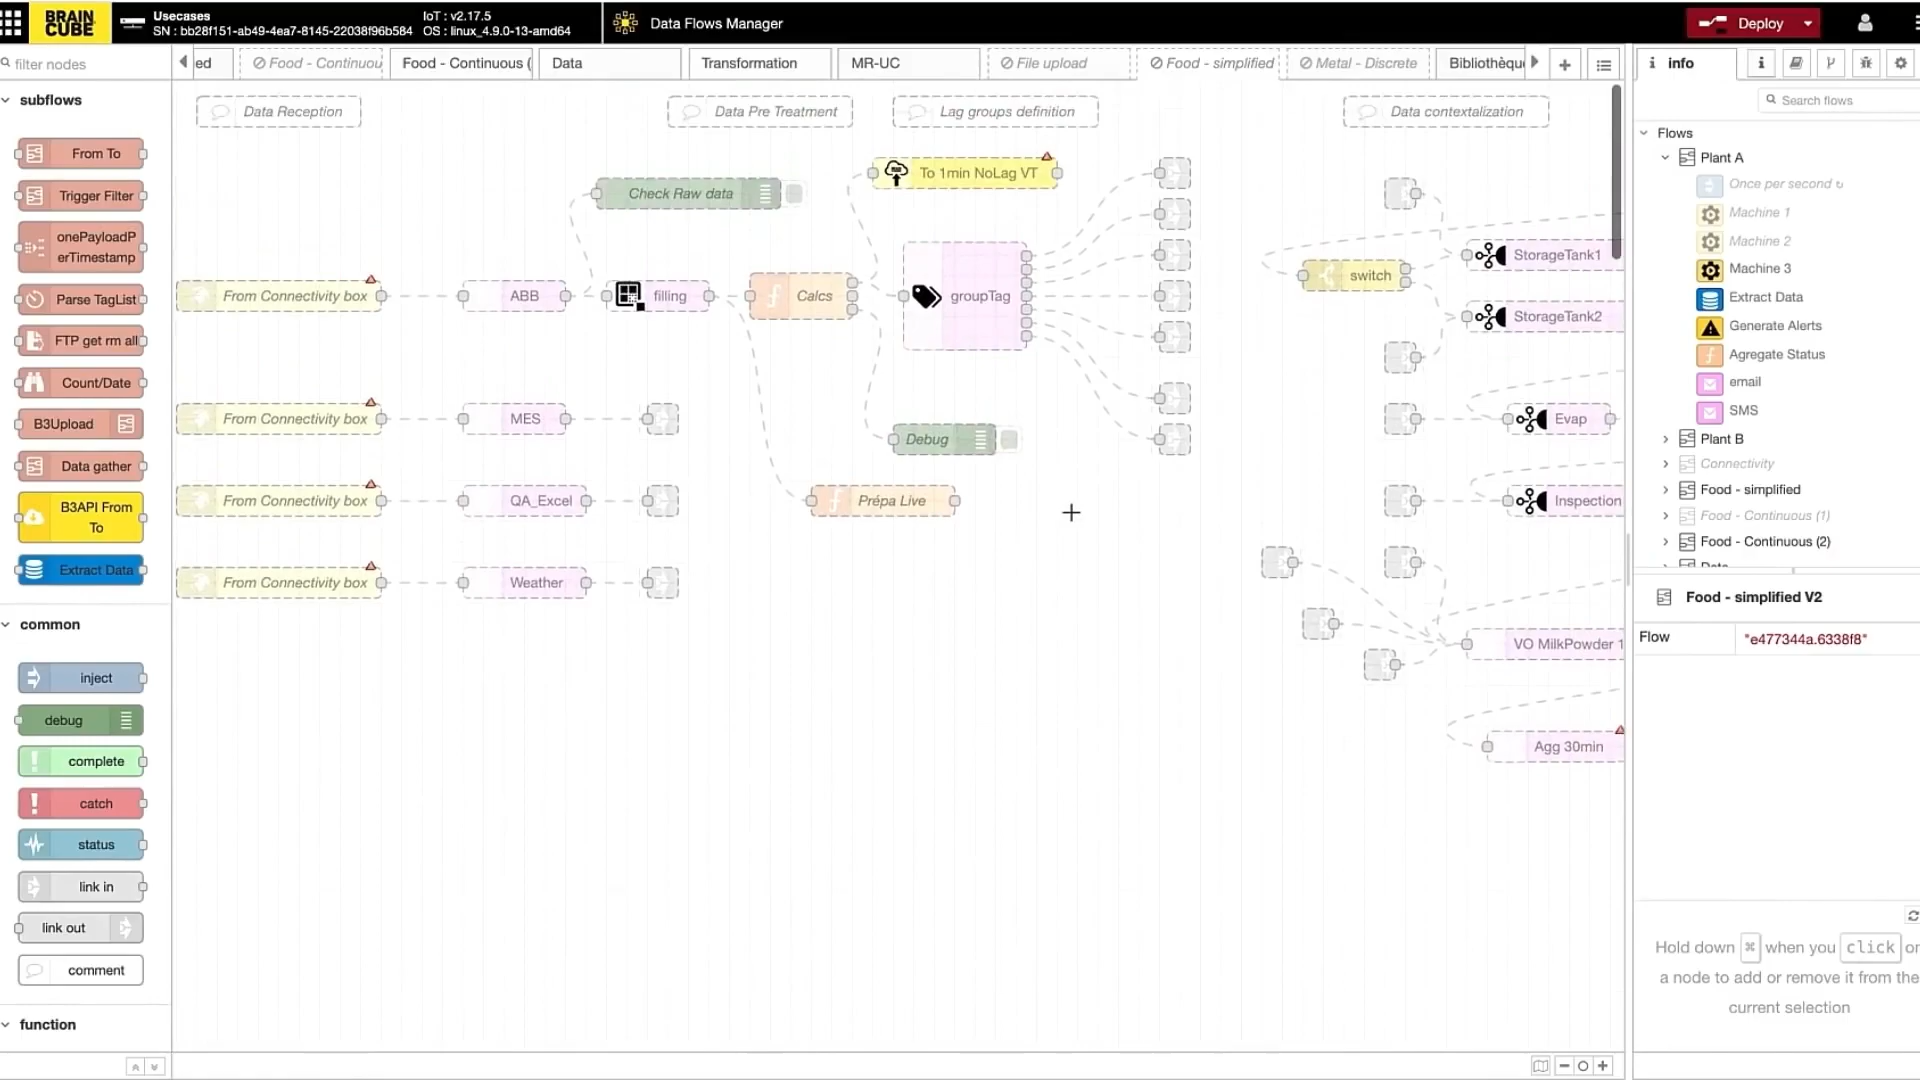 BRAIN
CUBE
Usecases
SN : bb28f151-ab49-4ea7-8145-22038f96b584
IoT : v2.17.5
OS : linux_4.9.0-13-amd64
Data Flows Manager
Deploy
filter nodes
ed
Food - Continuou
Food - Continuous (
Data
Transformation
MR-UC
File upload
Food - simplified
Metal - Discrete
Bibliothèqu
info
subflows
From To
Trigger Filter
onePayloadP
erTimestamp
Parse TagList
FTP get rm all
Count/Date
B3Upload
Data gather
B3API From
To
Extract Data
common
inject
debug
complete
catch
status
link in
link out
comment
function
Data Reception
Data Pre Treatment
Lag groups definition
Data contextalization
Check Raw data
To 1min NoLag VT
From Connectivity box
ABB
filling
Calcs
groupTag
switch
StorageTank1
StorageTank2
From Connectivity box
MES
Debug
Evap
From Connectivity box
QA_Excel
Prépa Live
Inspection
From Connectivity box
Weather
VO MilkPowder 1
Agg 30min
Search flows
Flows
Plant A
Once per second ↻
Machine 1
Machine 2
Machine 3
Extract Data
Generate Alerts
Agregate Status
email
SMS
Plant B
Connectivity
Food - simplified
Food - Continuous (1)
Food - Continuous (2)
Data
Food - simplified V2
Flow
"e477344a.6338f8"
Hold down ⌘ when you click or
a node to add or remove it from the
current selection